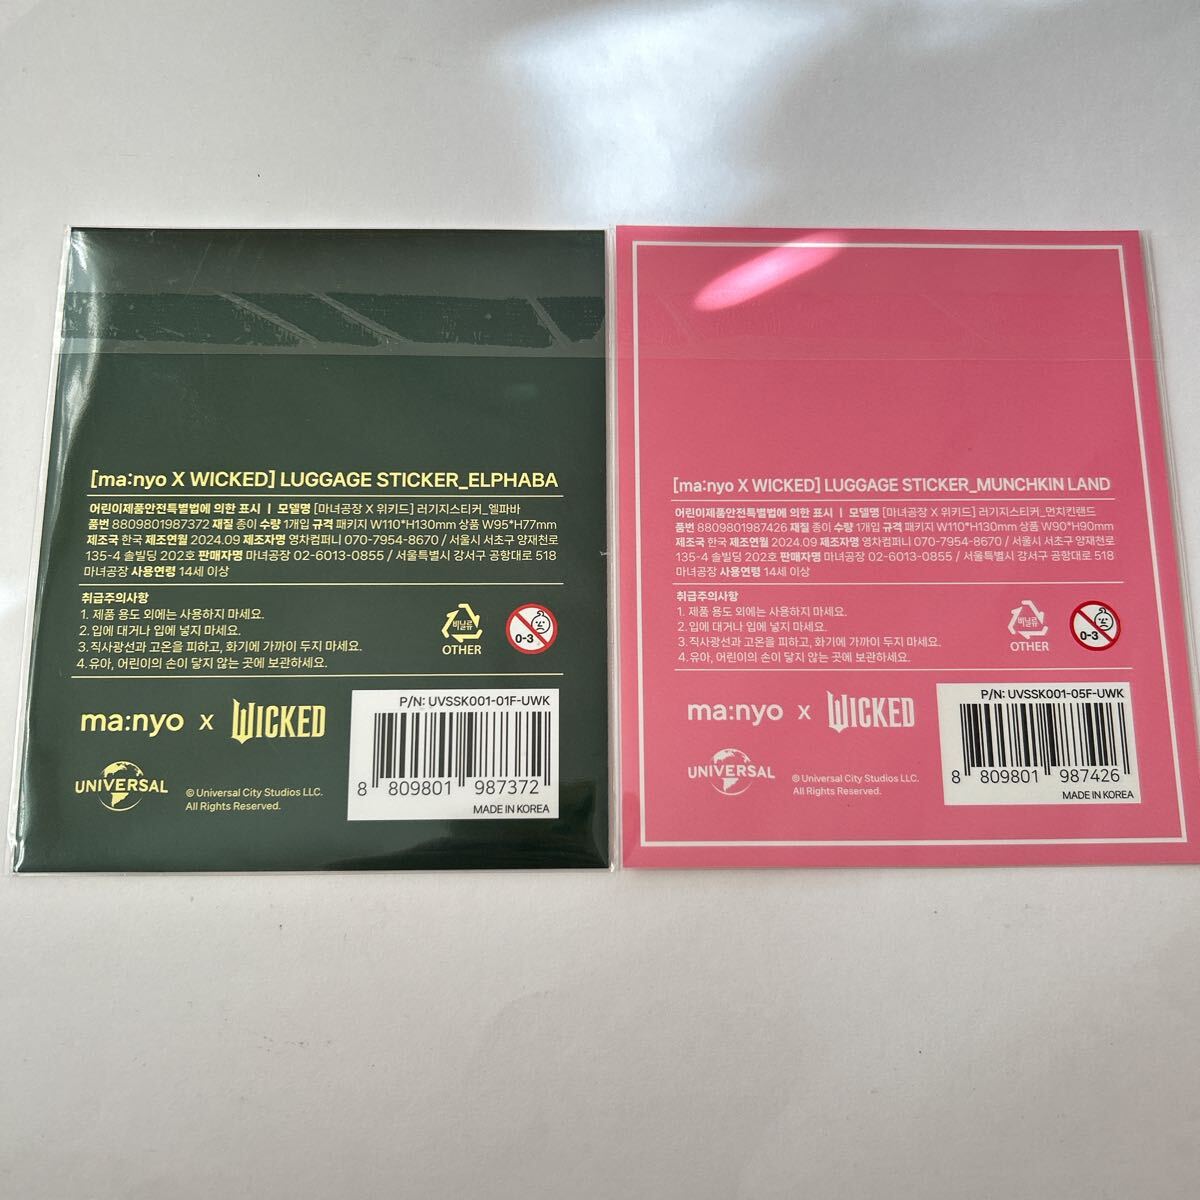 [ma:nyo X WICKED] LUGGAGE STICKER_ELPHABA
어린이제품안전특별법에 의한 표시 | 모델명 [마녀공장 X 위키드] 러기지스티커_엘파바
품번 8809801987372 재질 종이 수량 1개입 규격 패키지 W110*H130mm 상품 W95*H77mm
제조국 한국 제조연월 2024.09 제조자명 영차컴퍼니 070-7954-8670 / 서울시 서초구 양재천로
135-4 솔빌딩 202호 판매자명 마녀공장 02-6013-0855 / 서울특별시 강서구 공항대로 518
마녀공장 사용연령 14세 이상
취급주의사항
1. 제품 용도 외에는 사용하지 마세요.
2. 입에 대거나 입에 넣지 마세요.
3. 직사광선과 고온을 피하고, 화기에 가까이 두지 마세요.
4. 유아, 어린이의 손이 닿지 않는 곳에 보관하세요.
비닐류
OTHER
0-3
ma:nyo x WICKED
UNIVERSAL
© Universal City Studios LLC.
All Rights Reserved.
P/N: UVSSK001-01F-UWK
8 809801 987372
MADE IN KOREA
[ma:nyo X WICKED] LUGGAGE STICKER_MUNCHKIN LAND
어린이제품안전특별법에 의한 표시 | 모델명 [마녀공장 X 위키드] 러기지스티커_먼치킨랜드
품번 8809801987426 재질 종이 수량 1개입 규격 패키지 W110*H130mm 상품 W90*H90mm
제조국 한국 제조연월 2024.09 제조자명 영차컴퍼니 070-7954-8670 / 서울시 서초구 양재천로
135-4 솔빌딩 202호 판매자명 마녀공장 02-6013-0855 / 서울특별시 강서구 공항대로 518
마녀공장 사용연령 14세 이상
취급주의사항
1. 제품 용도 외에는 사용하지 마세요.
2. 입에 대거나 입에 넣지 마세요.
3. 직사광선과 고온을 피하고, 화기에 가까이 두지 마세요.
4. 유아, 어린이의 손이 닿지 않는 곳에 보관하세요.
비닐류
OTHER
0-3
ma:nyo x WICKED
UNIVERSAL
© Universal City Studios LLC.
All Rights Reserved.
P/N: UVSSK001-05F-UWK
8 809801 987426
MADE IN KOREA